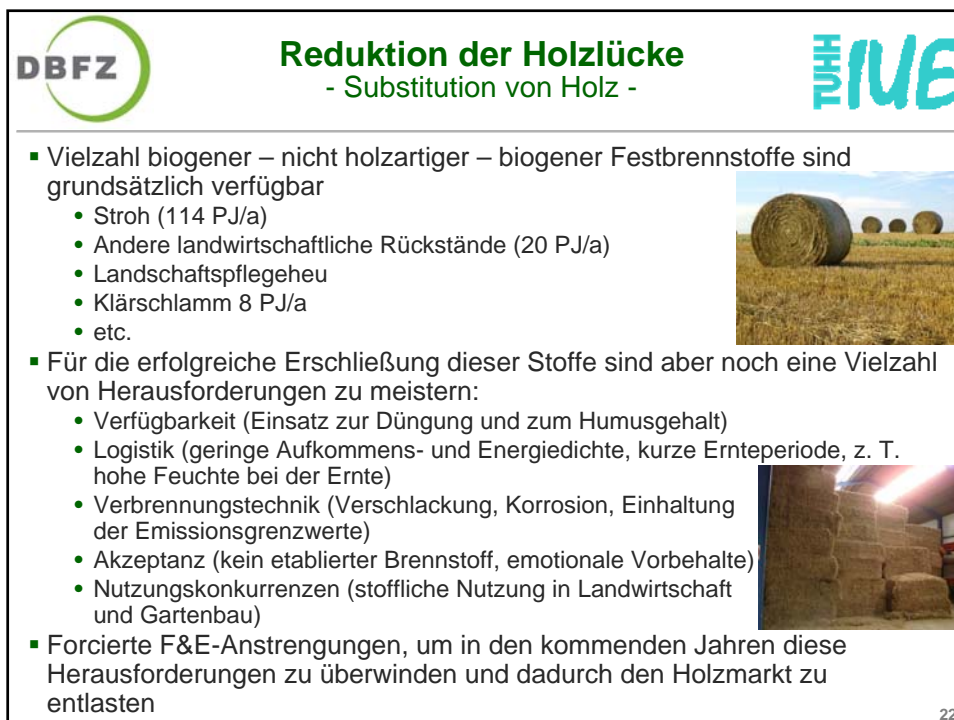 DBFZ
Reduktion der Holzlücke
- Substitution von Holz -
TUHH
IUE
▪ Vielzahl biogener – nicht holzartiger – biogener Festbrennstoffe sind
grundsätzlich verfügbar
• Stroh (114 PJ/a)
• Andere landwirtschaftliche Rückstände (20 PJ/a)
• Landschaftspflegeheu
• Klärschlamm 8 PJ/a
• etc.
▪ Für die erfolgreiche Erschließung dieser Stoffe sind aber noch eine Vielzahl
von Herausforderungen zu meistern:
• Verfügbarkeit (Einsatz zur Düngung und zum Humusgehalt)
• Logistik (geringe Aufkommens- und Energiedichte, kurze Ernteperiode, z. T.
hohe Feuchte bei der Ernte)
• Verbrennungstechnik (Verschlackung, Korrosion, Einhaltung
der Emissionsgrenzwerte)
• Akzeptanz (kein etablierter Brennstoff, emotionale Vorbehalte)
• Nutzungskonkurrenzen (stoffliche Nutzung in Landwirtschaft
und Gartenbau)
▪ Forcierte F&E-Anstrengungen, um in den kommenden Jahren diese
Herausforderungen zu überwinden und dadurch den Holzmarkt zu
entlasten
22